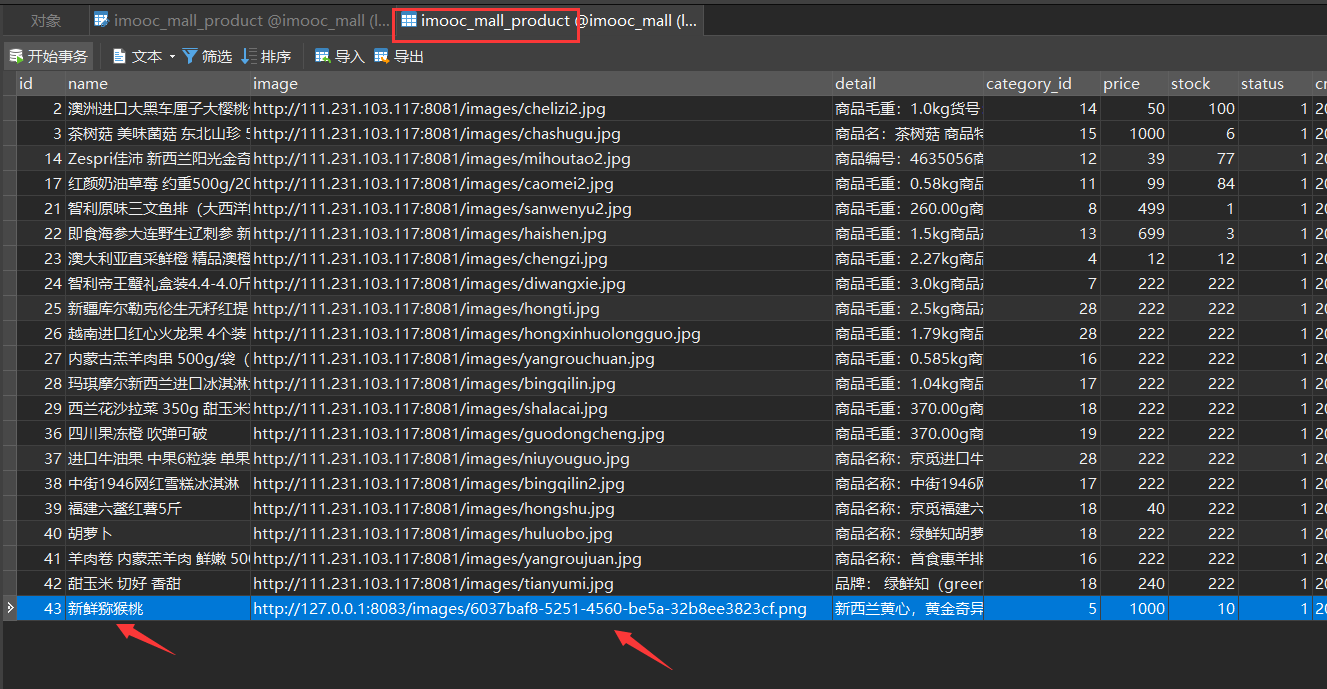 对象 imooc_mall_product @imooc_mall (l... imooc_mall_product @imooc_mall (l...
开始事务 文本 筛选 排序 导入 导出
id name image detail category_id price stock status cr
2 澳洲进口大黑车厘子大樱桃 http://111.231.103.117:8081/images/chelizi2.jpg 商品毛重：1.0kg货号 14 50 100 1 20
3 茶树菇 美味菌菇 东北山珍 5 http://111.231.103.117:8081/images/chashugu.jpg 商品名：茶树菇 商品特 15 1000 6 1 20
14 Zespri佳沛 新西兰阳光金奇 http://111.231.103.117:8081/images/mihoutao2.jpg 商品编号：4635056商 12 39 77 1 20
17 红颜奶油草莓 约重500g/20 http://111.231.103.117:8081/images/caomei2.jpg 商品毛重：0.58kg商品 11 99 84 1 20
21 智利原味三文鱼排（大西洋 http://111.231.103.117:8081/images/sanwenyu2.jpg 商品毛重：260.00g商 8 499 1 1 20
22 即食海参大连野生辽刺参 新 http://111.231.103.117:8081/images/haishen.jpg 商品毛重：1.5kg商品 13 699 3 1 20
23 澳大利亚直采鲜橙 精品澳橙 http://111.231.103.117:8081/images/chengzi.jpg 商品毛重：2.27kg商品 4 12 12 1 20
24 智利帝王蟹礼盒装4.4-4.0斤 http://111.231.103.117:8081/images/diwangxie.jpg 商品毛重：3.0kg商品 7 222 222 1 20
25 新疆库尔勒克伦生无籽红提 http://111.231.103.117:8081/images/hongti.jpg 商品毛重：2.5kg商品 28 222 222 1 20
26 越南进口红心火龙果 4个装 http://111.231.103.117:8081/images/hongxinhuolongguo.jpg 商品毛重：1.79kg商品 28 222 222 1 20
27 内蒙古羔羊肉串 500g/袋（ http://111.231.103.117:8081/images/yangrouchuan.jpg 商品毛重：0.585kg商 16 222 222 1 20
28 玛琪摩尔新西兰进口冰淇淋 http://111.231.103.117:8081/images/bingqilin.jpg 商品毛重：1.04kg商品 17 222 222 1 20
29 西兰花沙拉菜 350g 甜玉米 http://111.231.103.117:8081/images/shalacai.jpg 商品毛重：370.00g商 18 222 222 1 20
36 四川果冻橙 吹弹可破 http://111.231.103.117:8081/images/guodongcheng.jpg 商品毛重：370.00g商 19 222 222 1 20
37 进口牛油果 中果6粒装 单果 http://111.231.103.117:8081/images/niuyouguo.jpg 商品名称：京觅进口牛 28 222 222 1 20
38 中街1946网红雪糕冰淇淋 http://111.231.103.117:8081/images/bingqilin2.jpg 商品名称：中街1946网 17 222 222 1 20
39 福建六鳌红薯5斤 http://111.231.103.117:8081/images/hongshu.jpg 商品名称：京觅福建六 18 40 222 1 20
40 胡萝卜 http://111.231.103.117:8081/images/huluobo.jpg 商品名称：绿鲜知胡萝 18 222 222 1 20
41 羊肉卷 内蒙羔羊肉 鲜嫩 500 http://111.231.103.117:8081/images/yangroujuan.jpg 商品名称：首食惠羊排 16 222 222 1 20
42 甜玉米 切好 香甜 http://111.231.103.117:8081/images/tianyumi.jpg 品牌： 绿鲜知（green 18 240 222 1 20
43 新鲜猕猴桃 http://127.0.0.1:8083/images/6037baf8-5251-4560-be5a-32b8ee3823cf.png 新西兰黄心，黄金奇异 5 1000 10 1 20